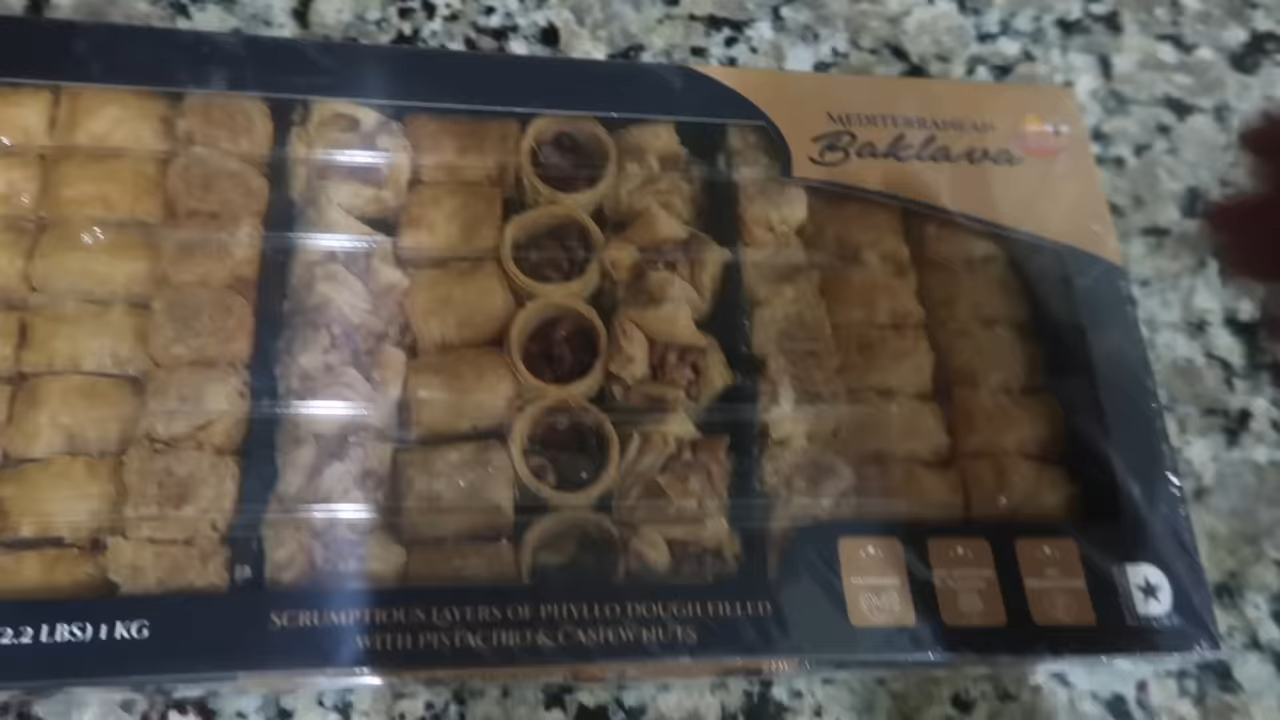 MEDITERRANEAN
Baklava
2.2 LBS) 1 KG
SCRUMPTIOUS LAYERS OF PHYLLO DOUGH FILLED
WITH PISTACHIO & CASHEW NUTS